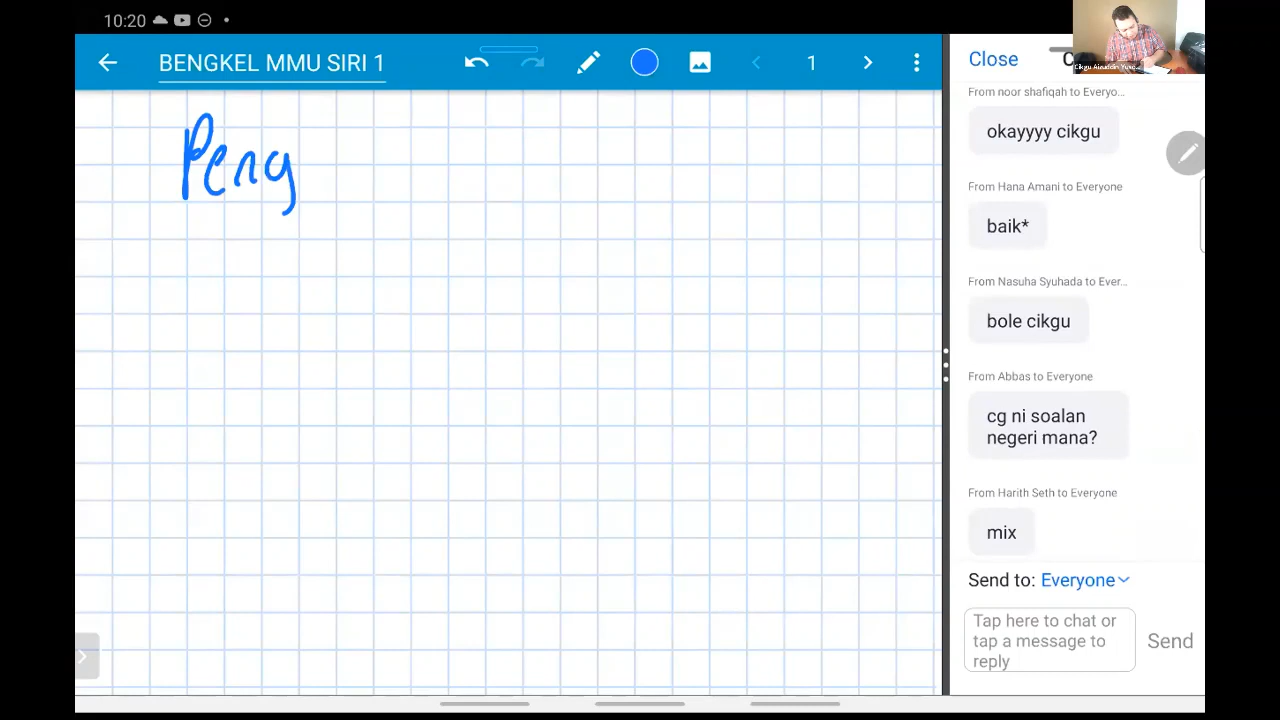 10:20
BENGKEL MMU SIRI 1
1
Peng
Close
From noor shafiqah to Everyo...
okayyyy cikgu
From Hana Amani to Everyone
baik*
From Nasuha Syuhada to Ever...
bole cikgu
From Abbas to Everyone
cg ni soalan
negeri mana?
From Harith Seth to Everyone
mix
Send to: Everyone
Tap here to chat or
tap a message to
reply
Send